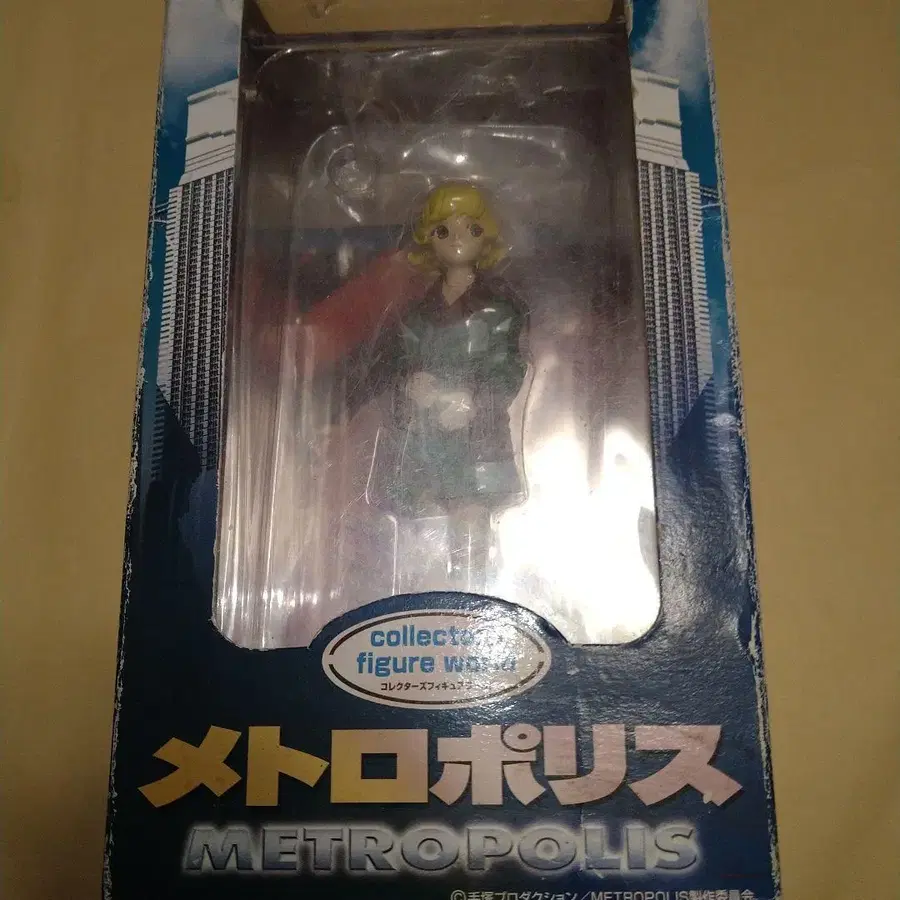 collector's
figure world
コレクターズフィギュア
メトロポリス
METROPOLIS
©手塚プロダクション/METROPOLIS製作委員会